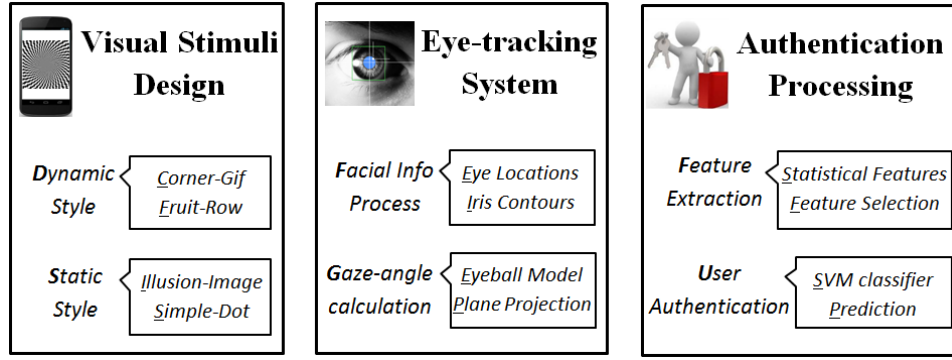 Visual Stimuli
Design
Dynamic
Style
Corner-Gif
Fruit-Row
Static
Style
Illusion-Image
Simple-Dot
Eye-tracking
System
Facial Info
Process
Eye Locations
Iris Contours
Gaze-angle
calculation
Eyeball Model
Plane Projection
Authentication
Processing
Feature
Extraction
Statistical Features
Feature Selection
User
Authentication
SVM classifier
Prediction